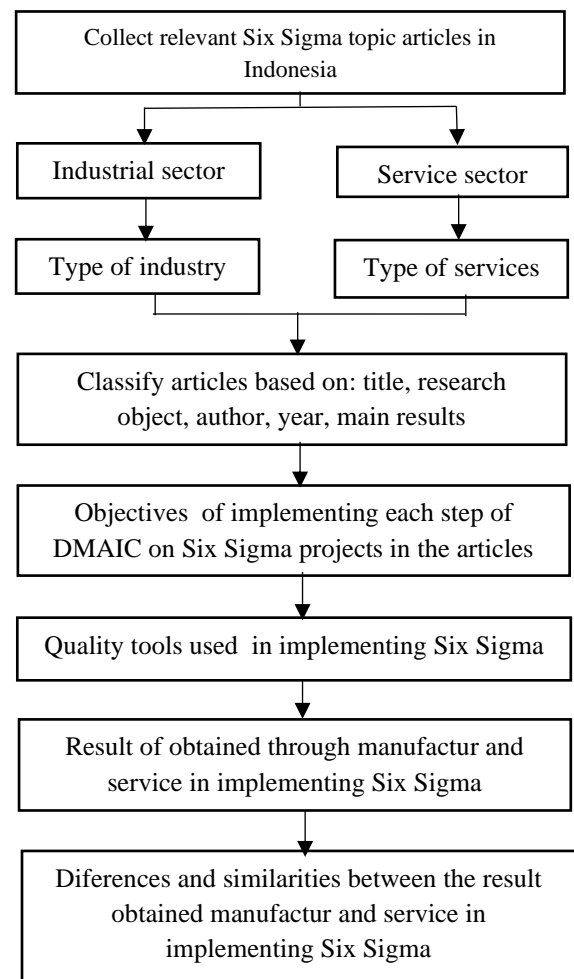 Collect relevant Six Sigma topic articles in
Indonesia
Industrial sector
Service sector
Type of industry
Type of services
Classify articles based on: title, research
object, author, year, main results
Objectives of implementing each step of
DMAIC on Six Sigma projects in the articles
Quality tools used in implementing Six Sigma
Result of obtained through manufactur and
service in implementing Six Sigma
Diferences and similarities between the result
obtained manufactur and service in
implementing Six Sigma